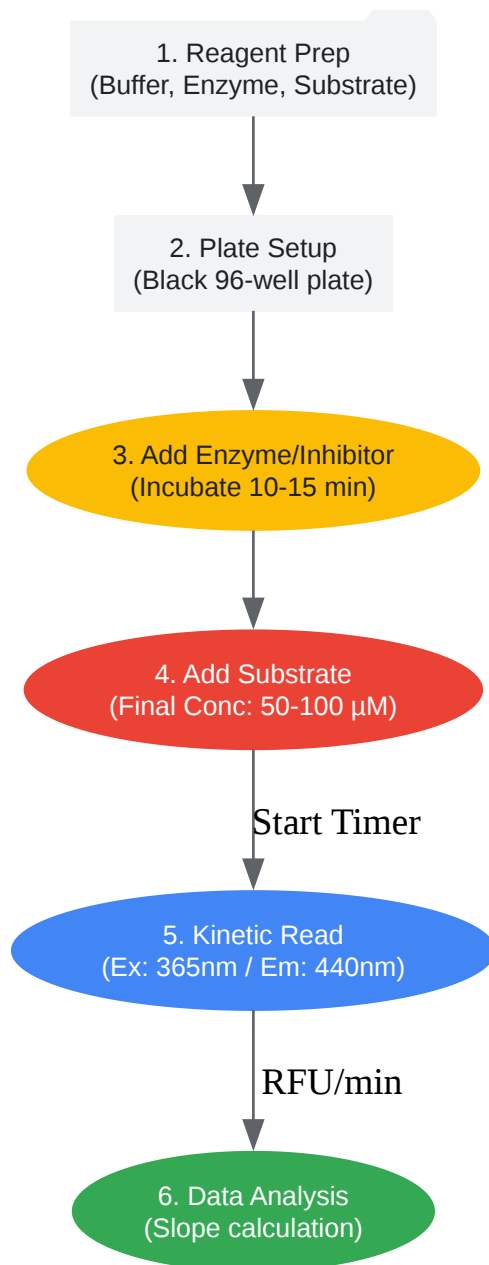 1. Reagent Prep
(Buffer, Enzyme, Substrate)
2. Plate Setup
(Black 96-well plate)
3. Add Enzyme/Inhibitor
(Incubate 10-15 min)
4. Add Substrate
(Final Conc: 50-100 µM)
Start Timer
5. Kinetic Read
(Ex: 365nm / Em: 440nm)
RFU/min
6. Data Analysis
(Slope calculation)